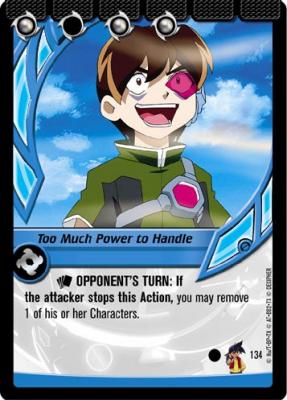 Too Much Power to Handle
OPPONENT'S TURN: If
the attacker stops this Action, you may remove
1 of his or her Characters.
134